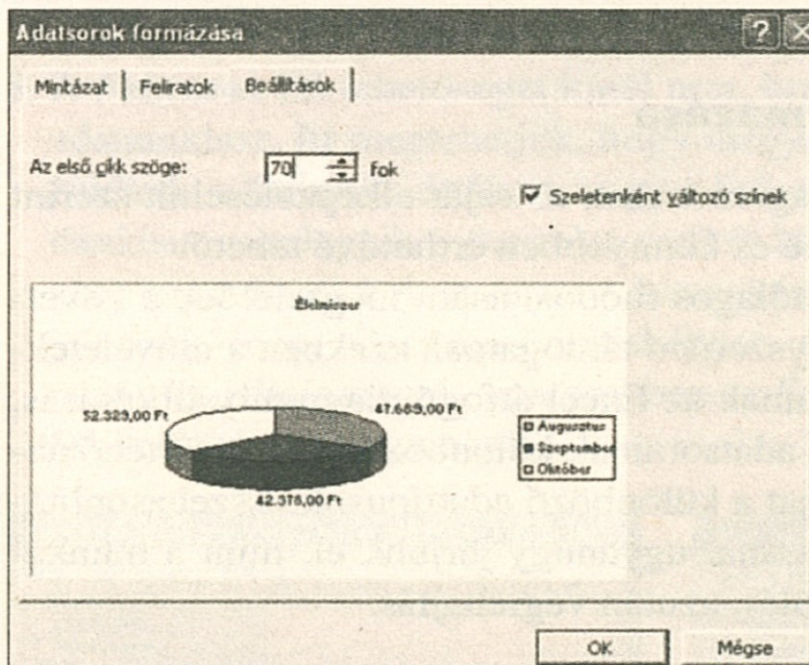 Adatsorok formázása
Mintázat Feliratok Beállítások
Az első cikk szöge: 70 fok
Szeletenként változó színek
Élelmiszer
52.329,00 Ft
47.689,00 Ft
42.375,00 Ft
Augusztus
Szeptember
Október
OK Mégse